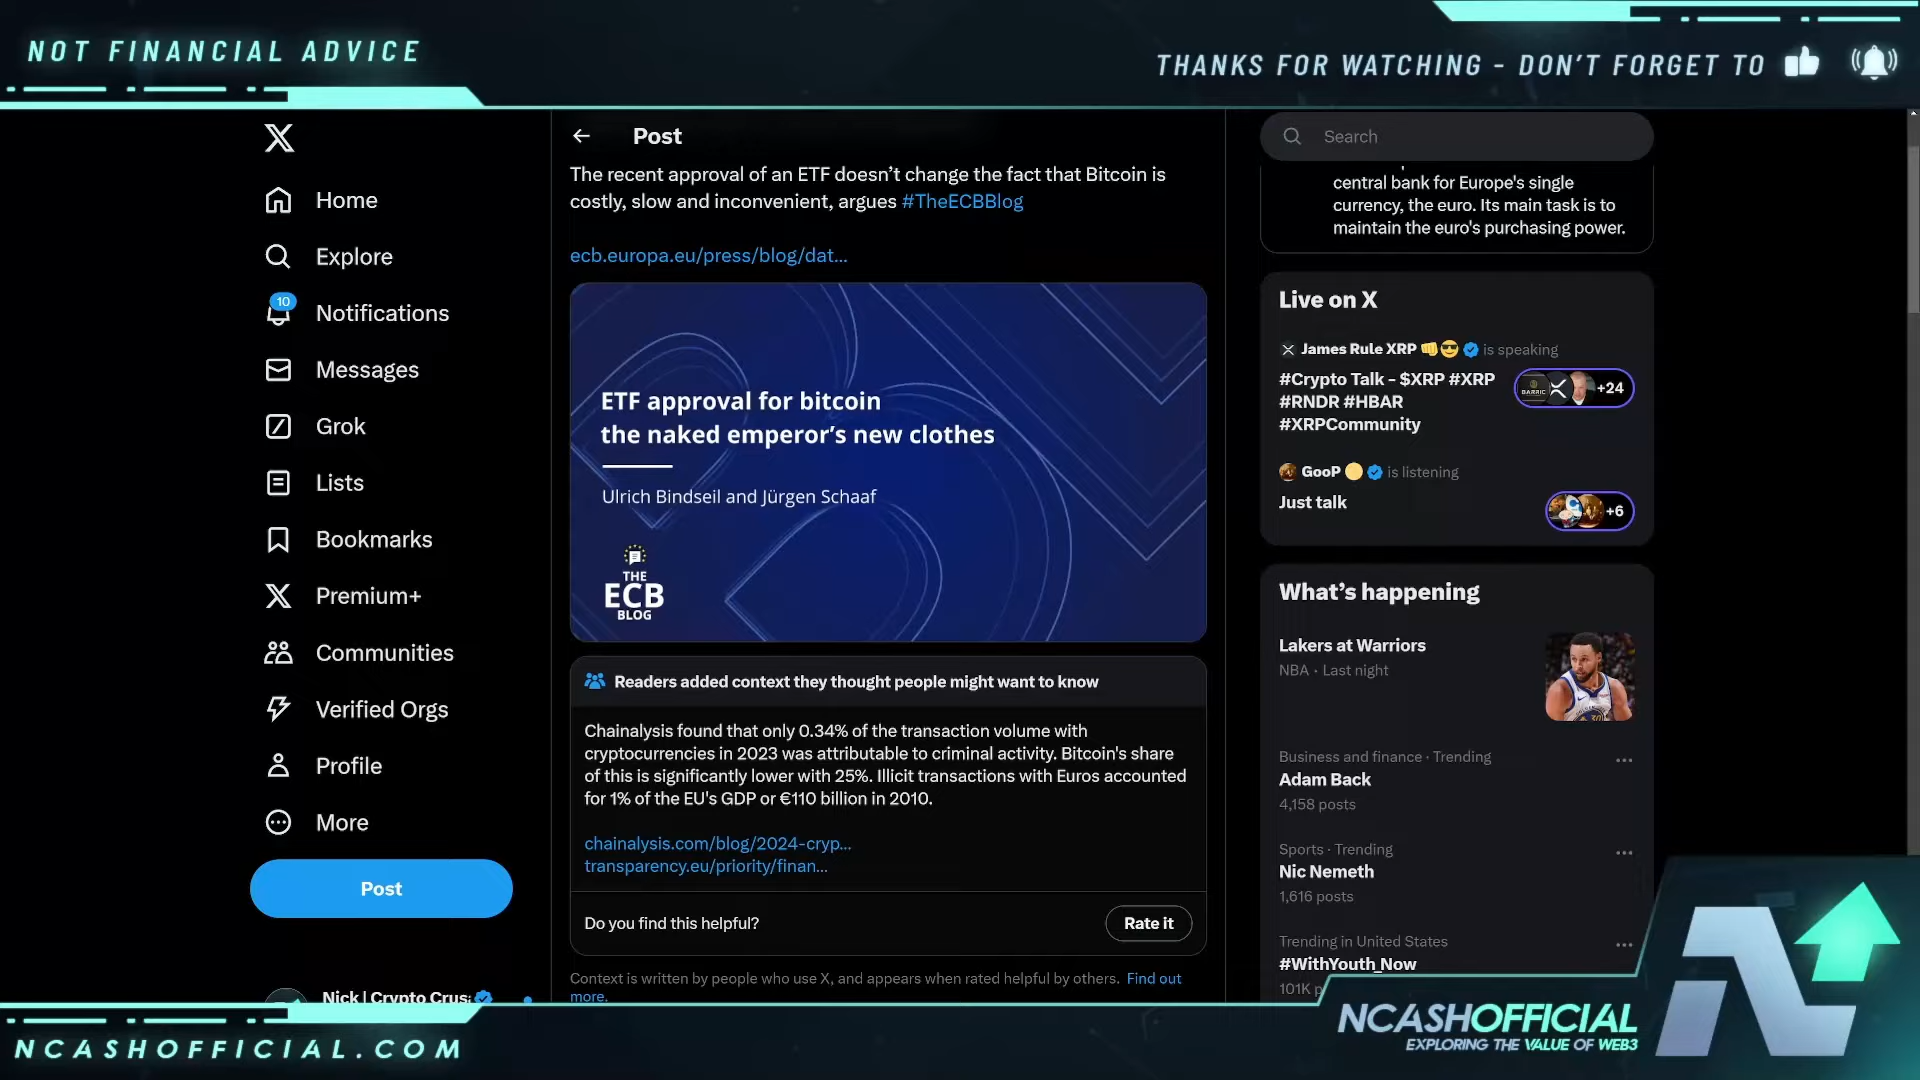 NOT FINANCIAL ADVICE
THANKS FOR WATCHING - DON'T FORGET TO
Home
Explore
10
Notifications
Messages
Grok
Lists
Bookmarks
Premium+
Communities
Verified Orgs
Profile
More
Post
Nick | Crypto Crus
Post
The recent approval of an ETF doesn’t change the fact that Bitcoin is
costly, slow and inconvenient, argues #TheECBBlog
ecb.europa.eu/press/blog/dat...
ETF approval for bitcoin
the naked emperor’s new clothes
Ulrich Bindseil and Jürgen Schaaf
THE
ECB
BLOG
Readers added context they thought people might want to know
Chainalysis found that only 0.34% of the transaction volume with
cryptocurrencies in 2023 was attributable to criminal activity. Bitcoin's share
of this is significantly lower with 25%. Illicit transactions with Euros accounted
for 1% of the EU's GDP or €110 billion in 2010.
chainalysis.com/blog/2024-cryp...
transparency.eu/priority/finan...
Do you find this helpful?
Rate it
Context is written by people who use X, and appears when rated helpful by others. Find out
more.
Search
central bank for Europe's single
currency, the euro. Its main task is to
maintain the euro's purchasing power.
Live on X
James Rule XRP 👊😎 is speaking
#Crypto Talk - $XRP #XRP
#RNDR #HBAR
#XRPCommunity
+24
GooP 🟡 is listening
Just talk
+6
What’s happening
Lakers at Warriors
NBA · Last night
Business and finance · Trending
Adam Back
4,158 posts
Sports · Trending
Nic Nemeth
1,616 posts
Trending in United States
#WithYouth_Now
101K p
NCASHOFFICIAL.COM
NCASHOFFICIAL
EXPLORING THE VALUE OF WEB3